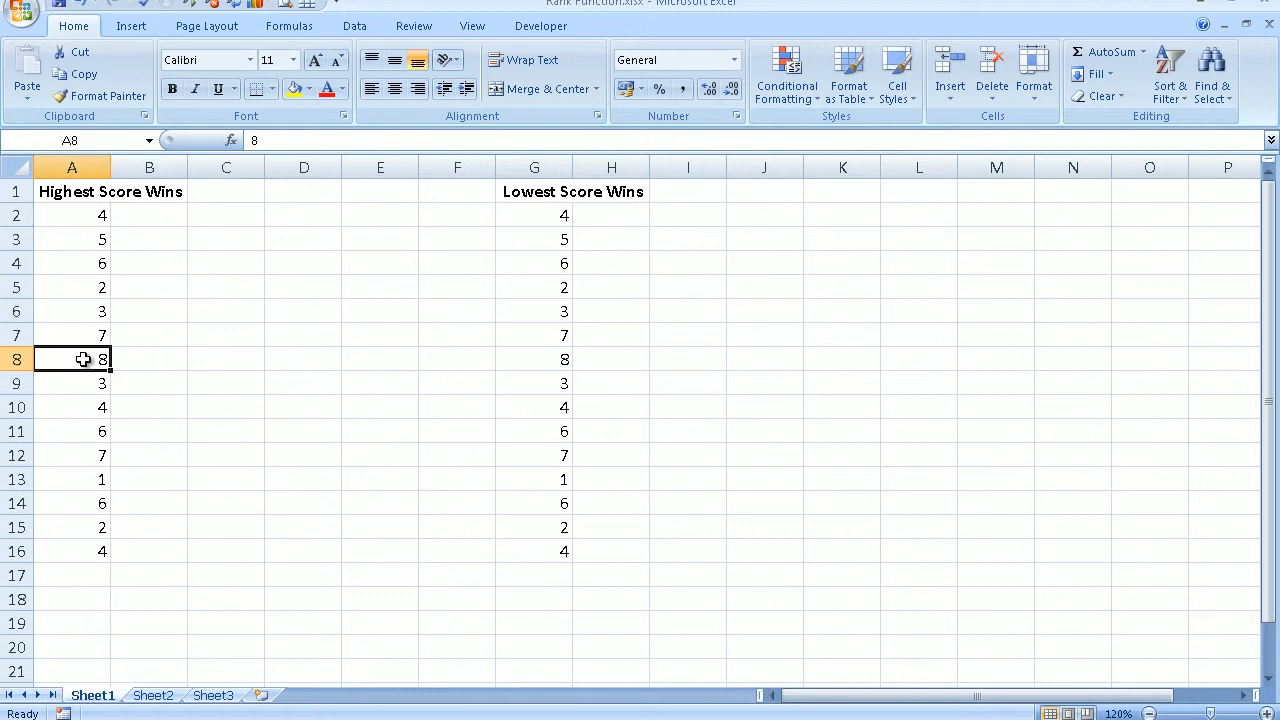 Rank Function.xlsx - Microsoft Excel
Home Insert Page Layout Formulas Data Review View Developer
Paste
Cut
Copy
Format Painter
Clipboard
Calibri 11
B I U A
Font
Wrap Text
Merge & Center
Alignment
General
% ,
Number
Conditional Formatting
Format as Table
Cell Styles
Styles
Insert Delete Format
Cells
Σ AutoSum
Fill
Clear
Sort & Filter
Find & Select
Editing
A8 fx 8
A B C D E F G H I J K L M N O P
1 Highest Score Wins Lowest Score Wins
2 4 4
3 5 5
4 6 6
5 2 2
6 3 3
7 7 7
8 8 8
9 3 3
10 4 4
11 6 6
12 7 7
13 1 1
14 6 6
15 2 2
16 4 4
17
18
19
20
21
Sheet1 Sheet2 Sheet3
Ready 120%